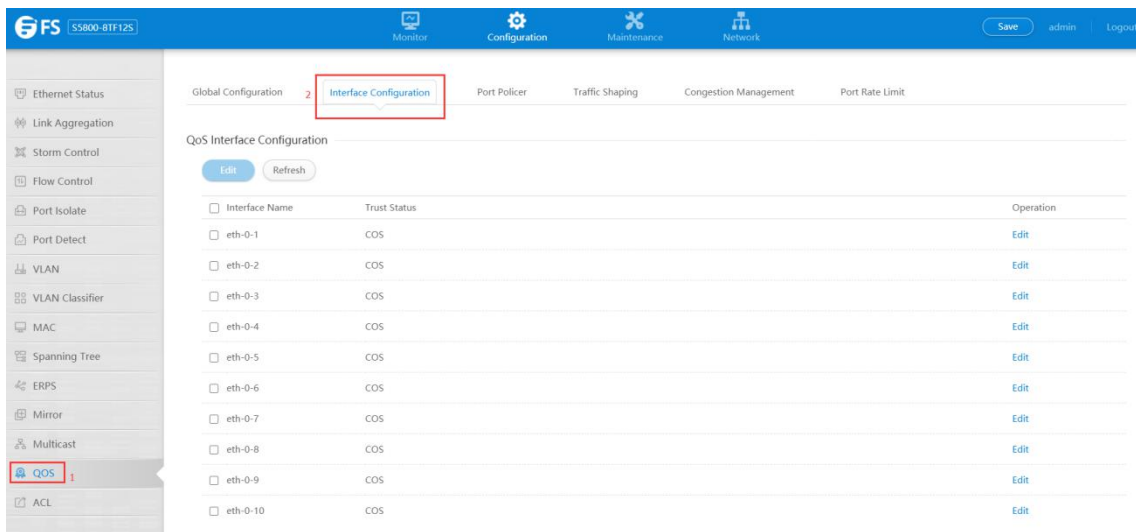 FS S5800-8TF12S
Monitor Configuration Maintenance Network
Save admin Logout
Ethernet Status
Link Aggregation
Storm Control
Flow Control
Port Isolate
Port Detect
VLAN
VLAN Classifier
MAC
Spanning Tree
ERPS
Mirror
Multicast
QOS 1
ACL
Global Configuration 2 Interface Configuration Port Policer Traffic Shaping Congestion Management Port Rate Limit
QoS Interface Configuration
Edit Refresh
Interface Name Trust Status Operation
eth-0-1 COS Edit
eth-0-2 COS Edit
eth-0-3 COS Edit
eth-0-4 COS Edit
eth-0-5 COS Edit
eth-0-6 COS Edit
eth-0-7 COS Edit
eth-0-8 COS Edit
eth-0-9 COS Edit
eth-0-10 COS Edit